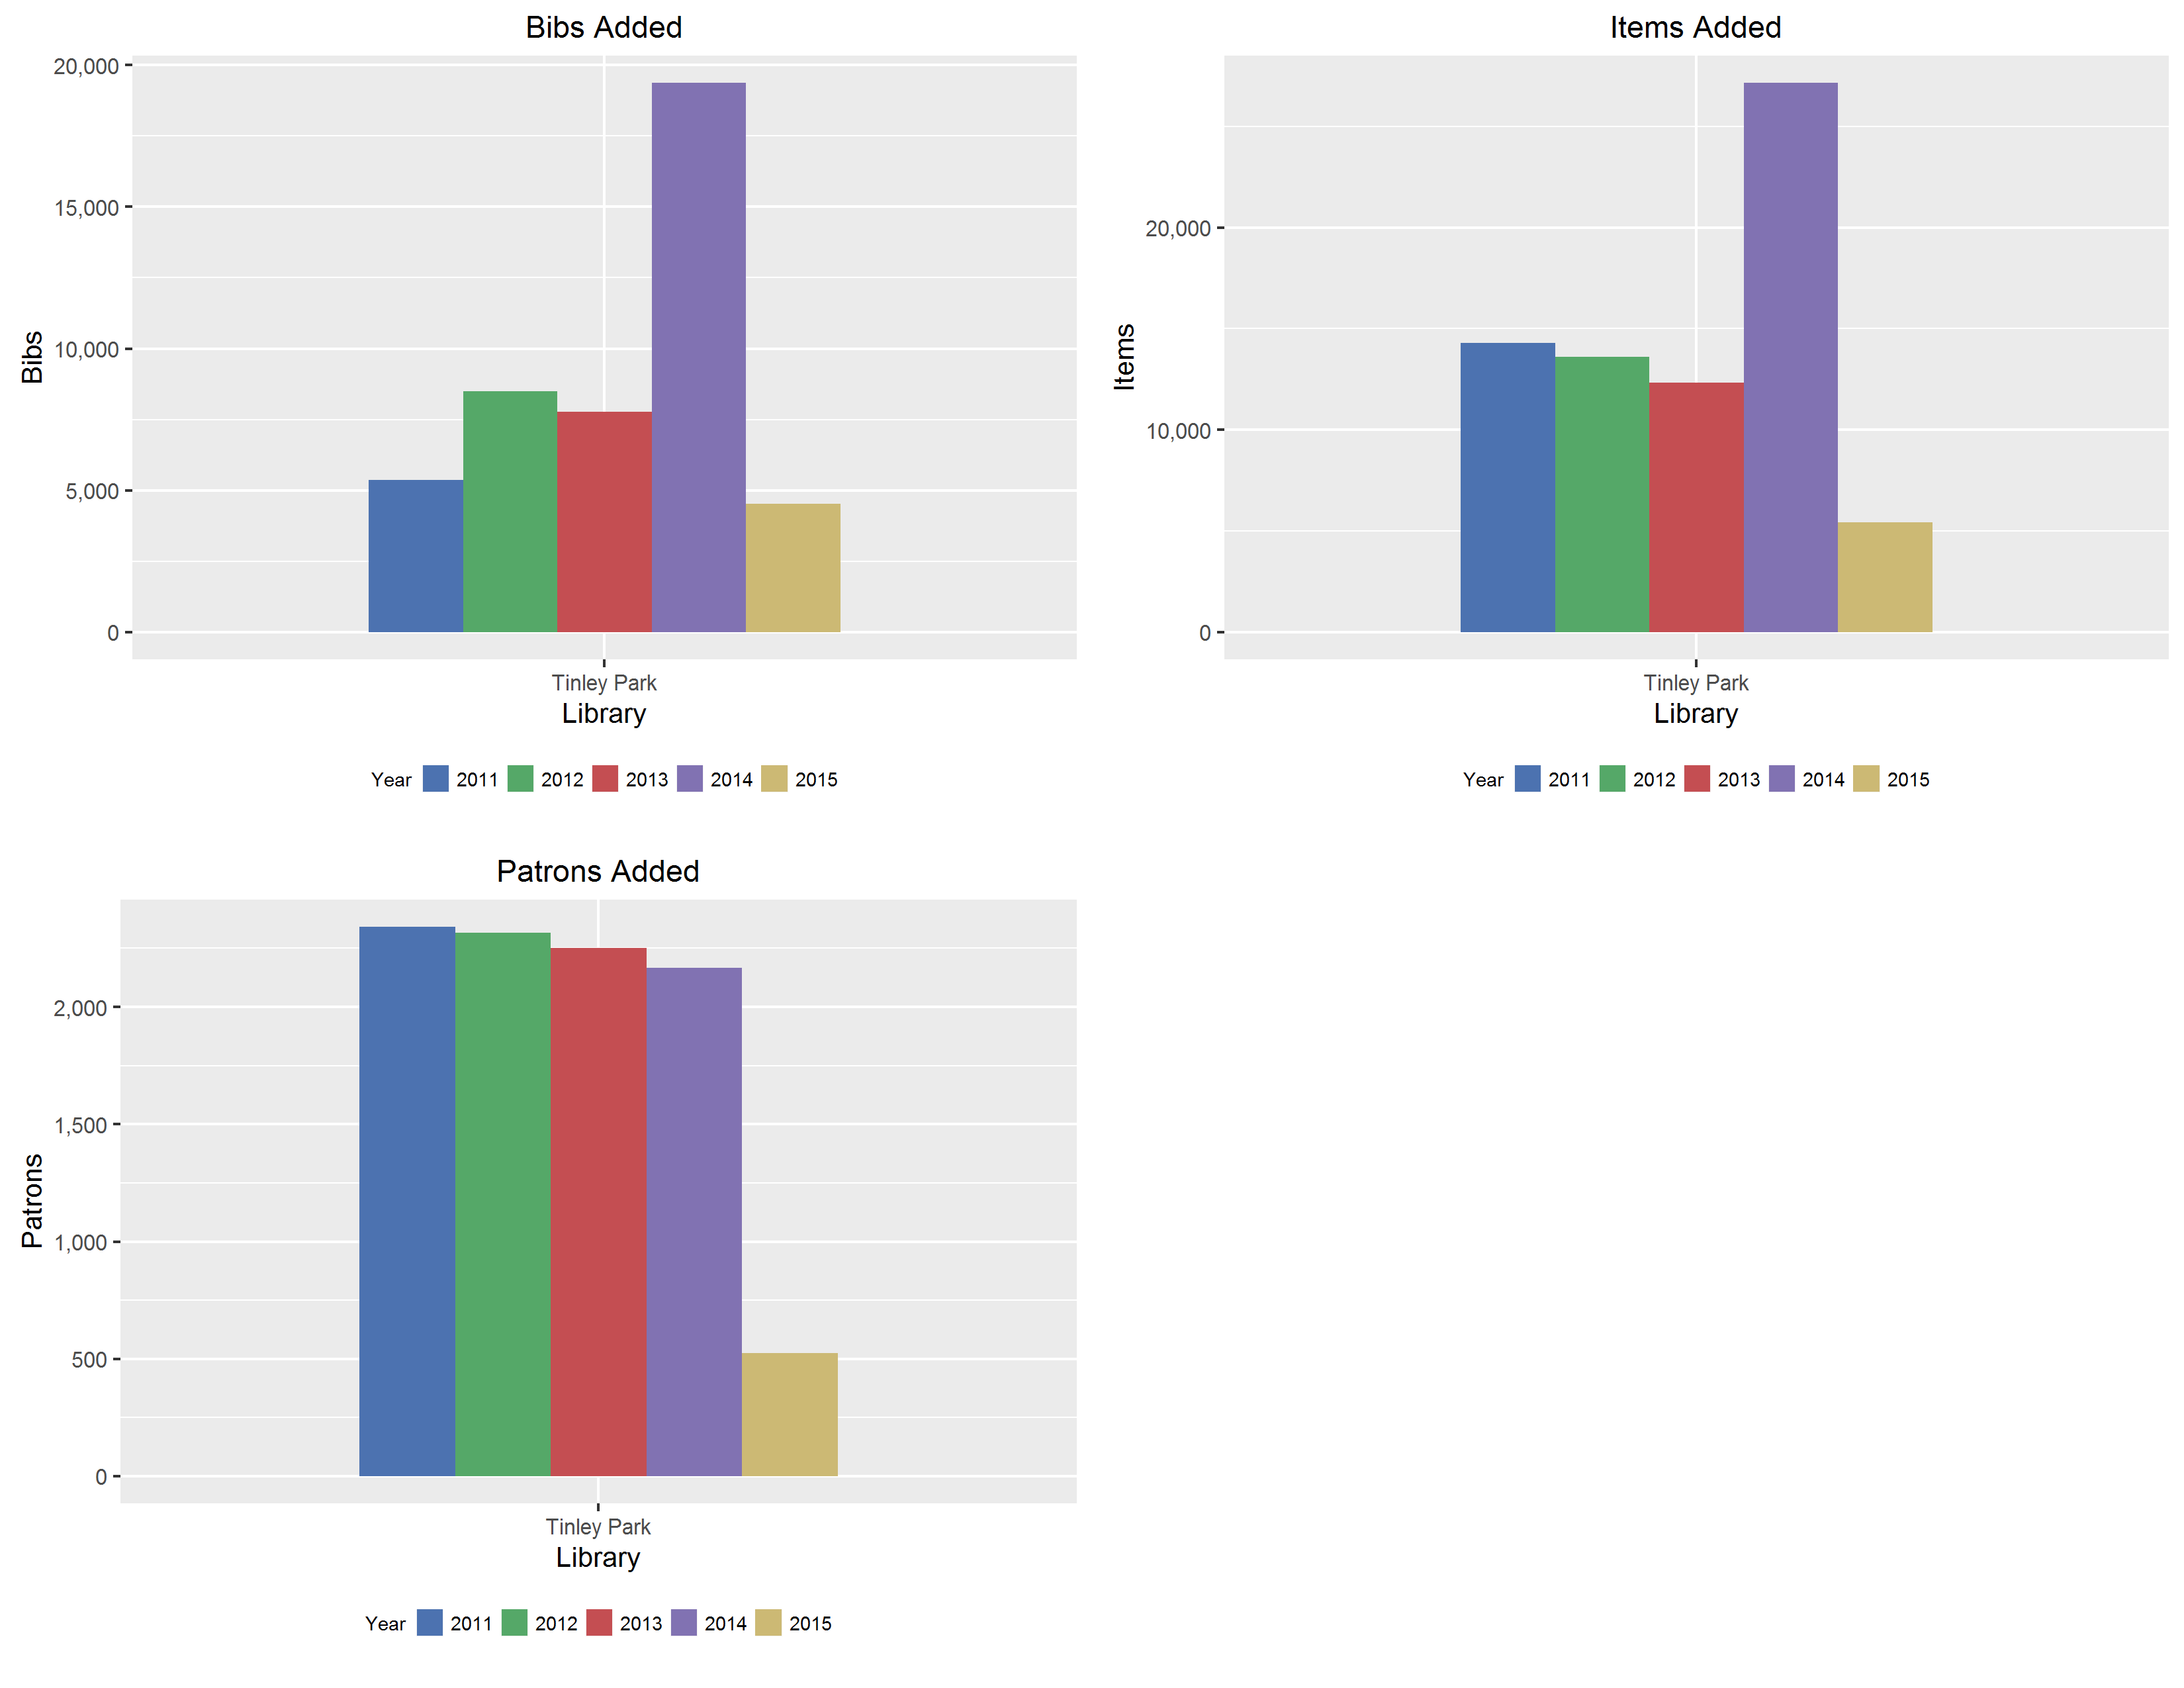 Bibs Added
20,000
15,000
10,000
5,000
0
Bibs
Tinley Park
Library
Year 2011 2012 2013 2014 2015
Items Added
20,000
10,000
0
Items
Tinley Park
Library
Year 2011 2012 2013 2014 2015
Patrons Added
2,000
1,500
1,000
500
0
Patrons
Tinley Park
Library
Year 2011 2012 2013 2014 2015